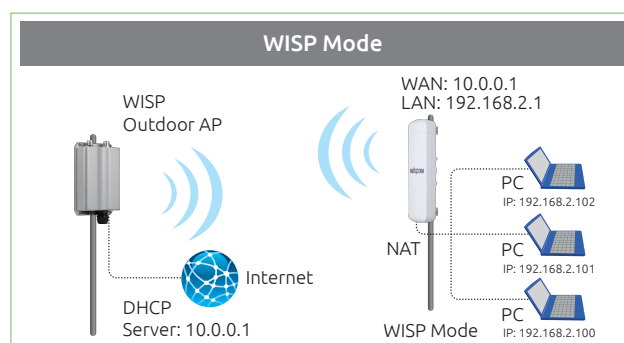 WISP Mode
WISP
Outdoor AP
WAN: 10.0.0.1
LAN: 192.168.2.1
PC
IP: 192.168.2.102
NAT
PC
IP: 192.168.2.101
Internet
DHCP
Server: 10.0.0.1
WISP Mode
PC
IP: 192.168.2.100